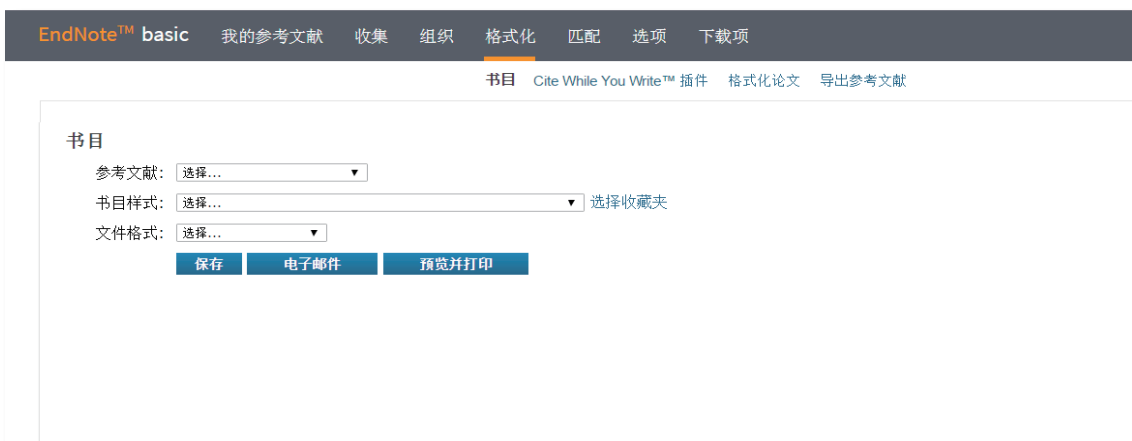 EndNote™ basic 我的参考文献 收集 组织 格式化 匹配 选项 下载项
书目 Cite While You Write™ 插件 格式化论文 导出参考文献
书目
参考文献: 选择...
书目样式: 选择... 选择收藏夹
文件格式: 选择...
保存 电子邮件 预览并打印